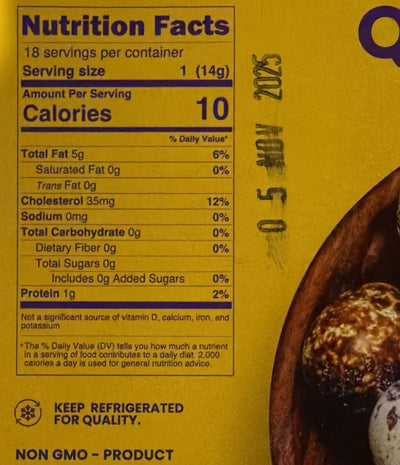 Nutrition Facts
18 servings per container
Serving size 1 (14g)
Amount Per Serving
Calories 10
% Daily Value*
Total Fat 5g 6%
Saturated Fat 0g 0%
Trans Fat 0g
Cholesterol 35mg 12%
Sodium 0mg 0%
Total Carbohydrate 0g 0%
Dietary Fiber 0g 0%
Total Sugars 0g
Includes 0g Added Sugars 0%
Protein 1g 2%
Not a significant source of vitamin D, calcium, iron, and
potassium
*The % Daily Value (DV) tells you how much a nutrient
in a serving of food contributes to a daily diet. 2,000
calories a day is used for general nutrition advice.
KEEP REFRIGERATED
FOR QUALITY.
NON GMO - PRODUCT
05 NOV 2025
Q